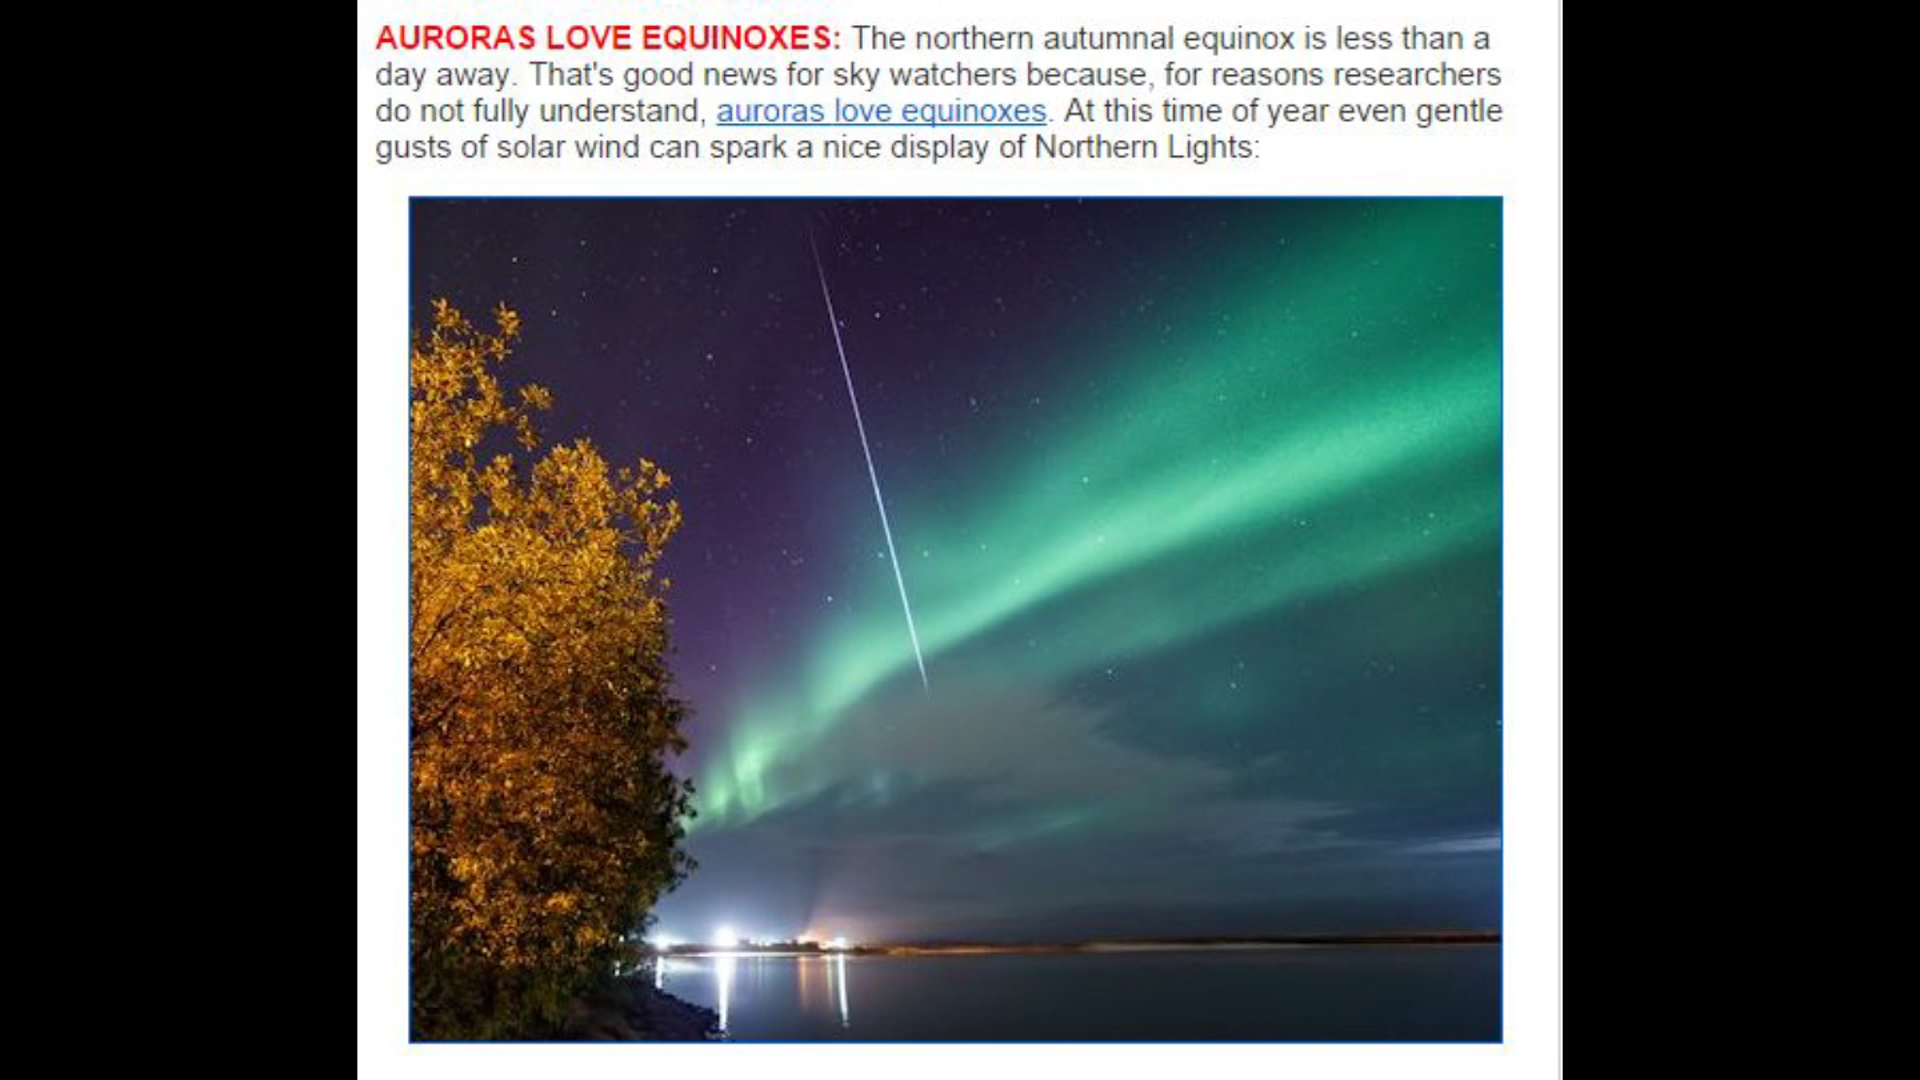 AURORAS LOVE EQUINOXES: The northern autumnal equinox is less than a
day away. That's good news for sky watchers because, for reasons researchers
do not fully understand, auroras love equinoxes. At this time of year even gentle
gusts of solar wind can spark a nice display of Northern Lights: